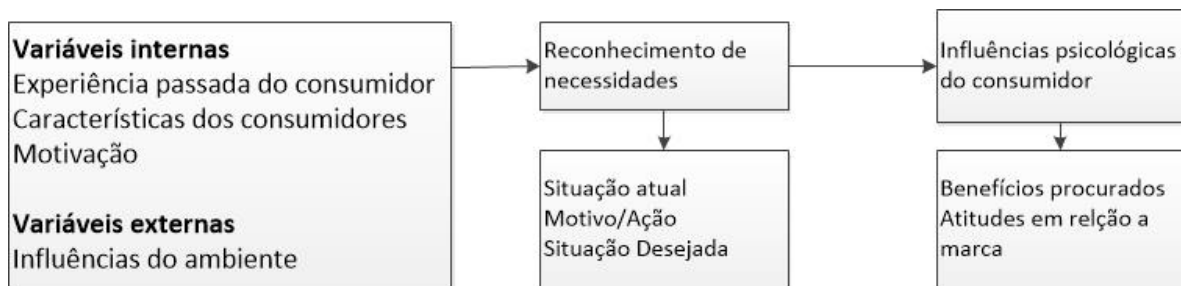 Variáveis internas
Experiência passada do consumidor
Características dos consumidores
Motivação
Variáveis externas
Influências do ambiente
Reconhecimento de
necessidades
Situação atual
Motivo/Ação
Situação Desejada
Influências psicológicas
do consumidor
Benefícios procurados
Atitudes em relção a
marca